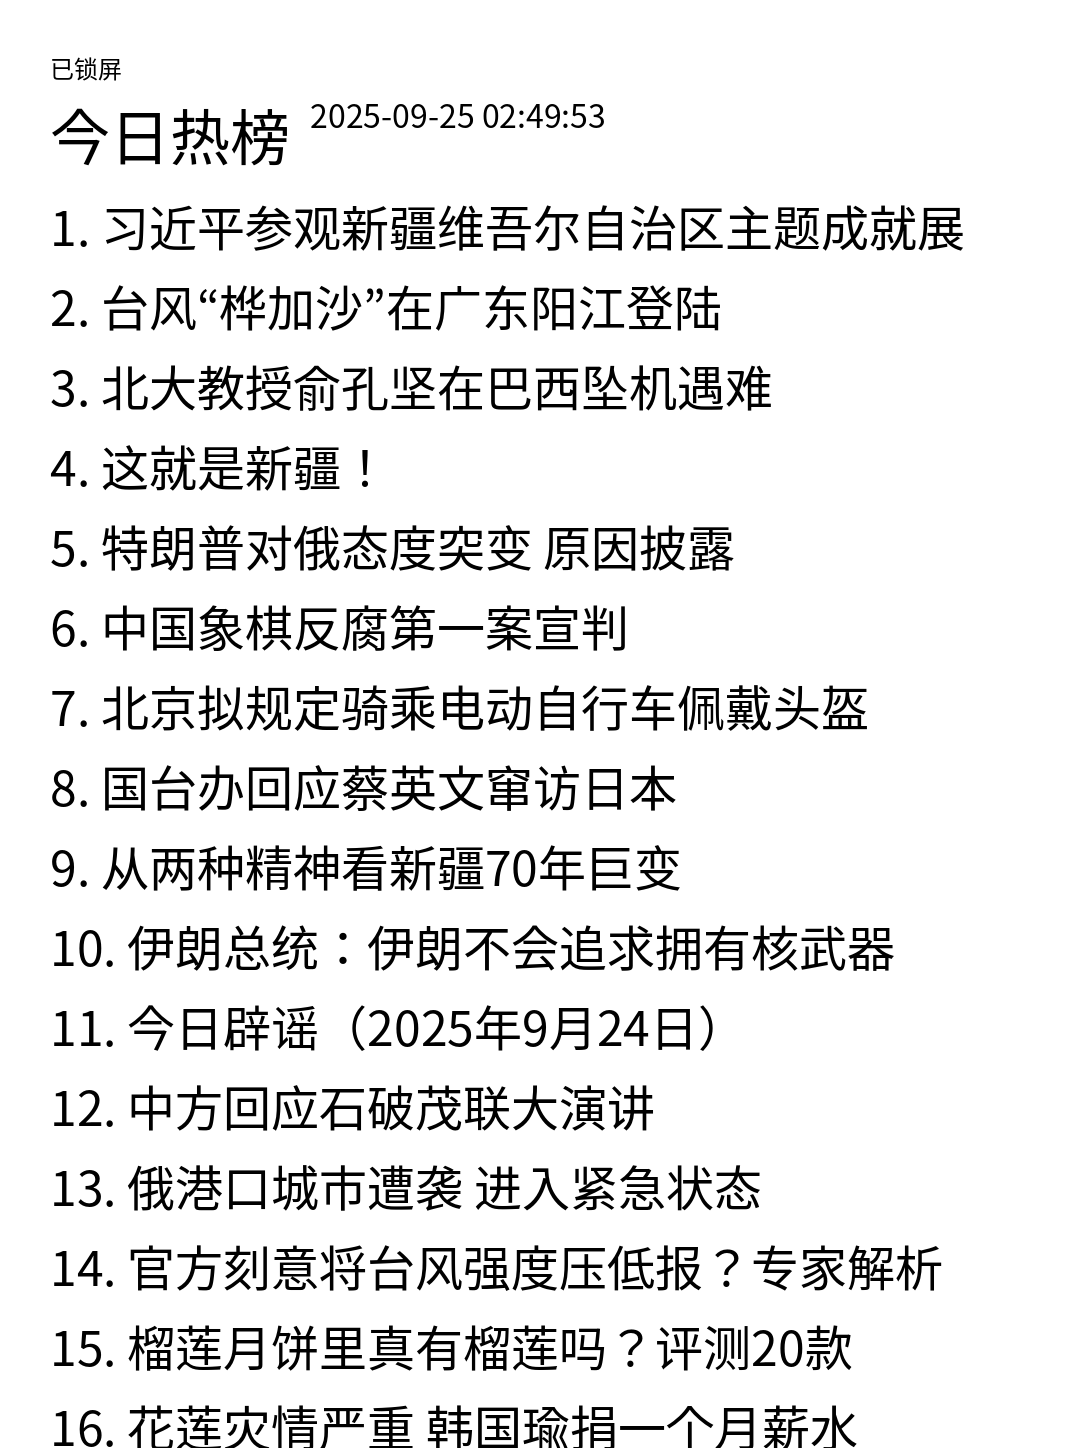 已锁屏
今日热榜 2025-09-25 02:49:53
1. 习近平参观新疆维吾尔自治区主题成就展
2. 台风“桦加沙”在广东阳江登陆
3. 北大教授俞孔坚在巴西坠机遇难
4. 这就是新疆！
5. 特朗普对俄态度突变 原因披露
6. 中国象棋反腐第一案宣判
7. 北京拟规定骑乘电动自行车佩戴头盔
8. 国台办回应蔡英文窜访日本
9. 从两种精神看新疆70年巨变
10. 伊朗总统：伊朗不会追求拥有核武器
11. 今日辟谣（2025年9月24日）
12. 中方回应石破茂联大演讲
13. 俄港口城市遭袭 进入紧急状态
14. 官方刻意将台风强度压低报？专家解析
15. 榴莲月饼里真有榴莲吗？评测20款
16. 花莲灾情严重 韩国瑜捐一个月薪水